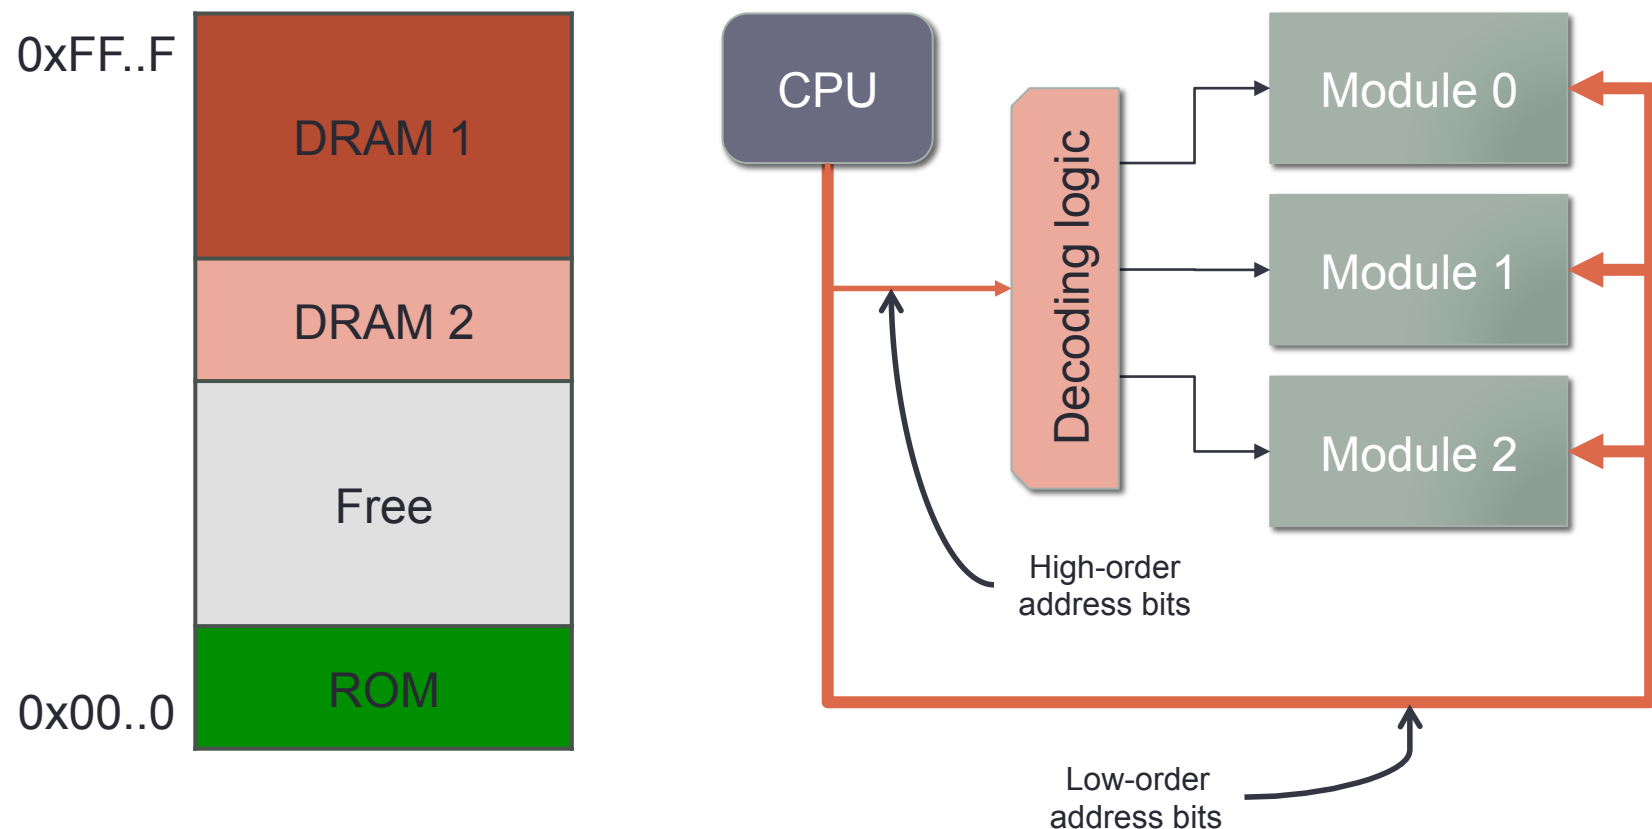 0xFF..F
DRAM 1
DRAM 2
Free
ROM
0x00..0
CPU
Decoding logic
Module 0
Module 1
Module 2
High-order
address bits
Low-order
address bits